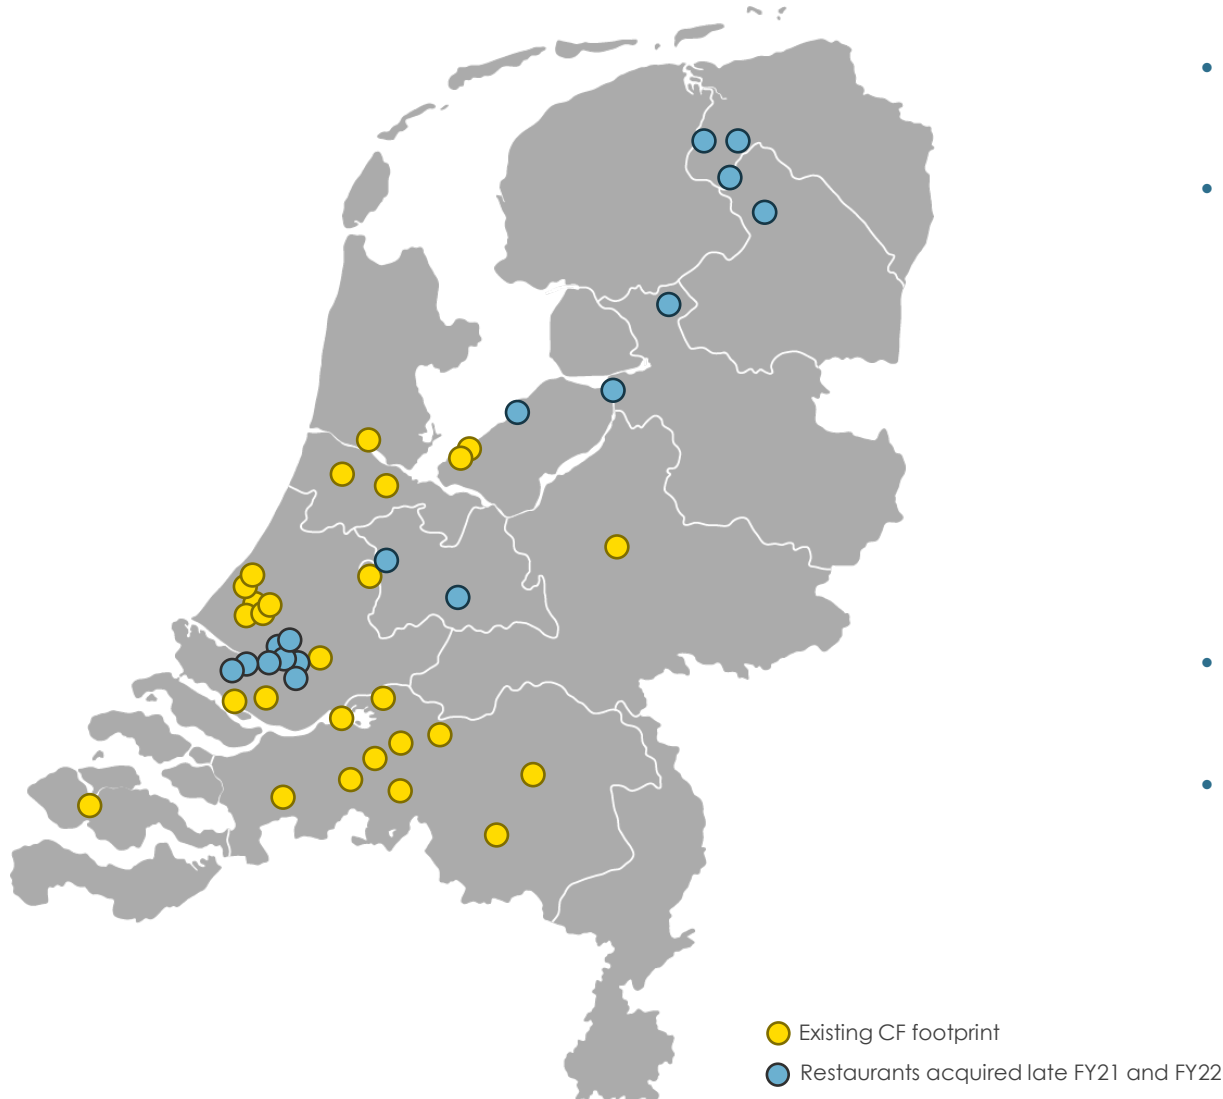 Existing CF footprint
Restaurants acquired late FY21 and FY22